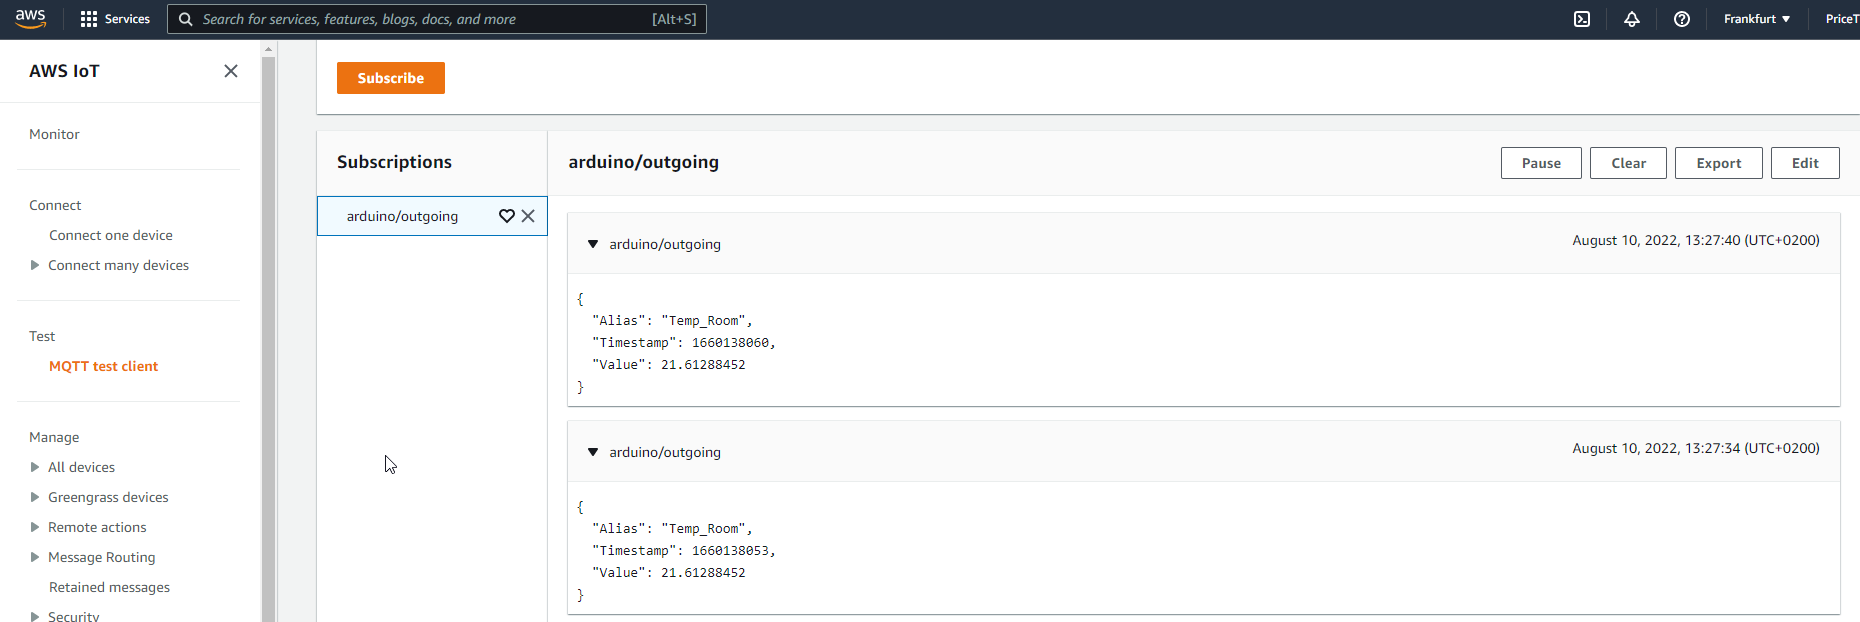 aws
Services
Search for services, features, blogs, docs, and more
[Alt+S]
Frankfurt
PriceT
AWS IoT
Monitor
Connect
Connect one device
Connect many devices
Test
MQTT test client
Manage
All devices
Greengrass devices
Remote actions
Message Routing
Retained messages
Security
Subscribe
Subscriptions
arduino/outgoing
arduino/outgoing
Pause
Clear
Export
Edit
arduino/outgoing
August 10, 2022, 13:27:40 (UTC+0200)
{
"Alias": "Temp_Room",
"Timestamp": 1660138060,
"Value": 21.61288452
}
arduino/outgoing
August 10, 2022, 13:27:34 (UTC+0200)
{
"Alias": "Temp_Room",
"Timestamp": 1660138053,
"Value": 21.61288452
}